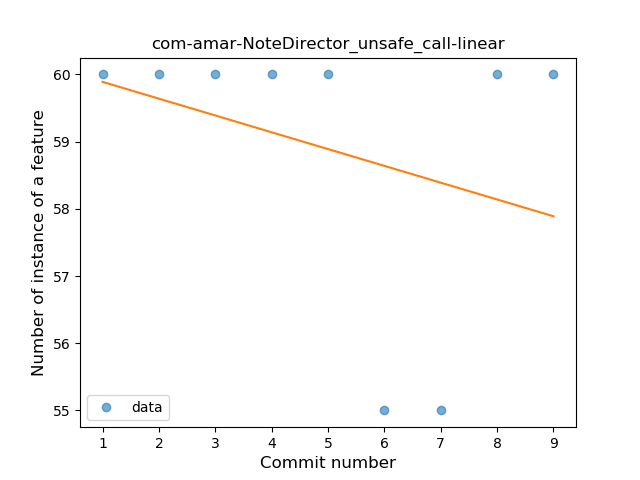 com-amar-NoteDirector_unsafe_call-linear
Number of instance of a feature
60
59
58
57
56
55
data
1 2 3 4 5 6 7 8 9
Commit number